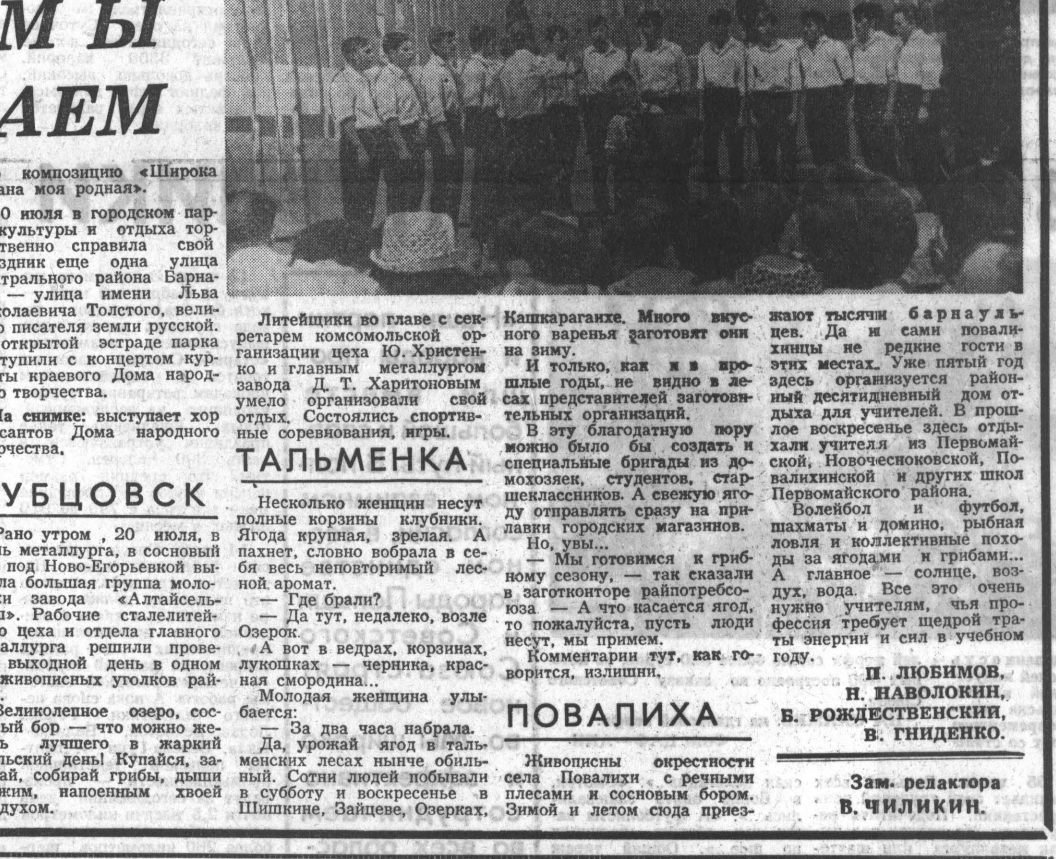 МЫ
АЕМ
композицию «Широка
ана моя родная».
0 июля в городском пар-
культуры и отдыха тор-
твенно справила свой
здник еще одна улица
трального района Барна-
— улица имени Льва
колаевича Толстого, вели-
о писателя земли русской.
открытой эстраде парка
тупили с концертом кур-
ты краевого Дома народ-
о творчества.
На снимке: выступает хор
сантов Дома народного
рчества.
УБЦОВСК
Рано утром , 20 июля, в
ь металлурга, в сосновый
под Ново-Егорьевкой вы-
ла большая группа моло-
ки завода «Алтайсель-
». Рабочие сталелитей-
о цеха и отдела главного
аллурга решили прове-
выходной день в одном
живописных уголков рай-
Великолепное озеро, сос-
ый бор — что можно же-
ь лучшего в жаркий
льский день! Купайся, за-
ай, собирай грибы, дыши
жим, напоенным хвоей
духом.
Литейщики во главе с сек-
ретарем комсомольской ор-
ганизации цеха Ю. Христен-
ко и главным металлургом
завода Д. Т. Харитоновым
умело организовали свой
отдых. Состоялись спортив-
ные соревнования, игры.
ТАЛЬМЕНКА
Несколько женщин несут
полные корзины клубники.
Ягода крупная, зрелая. А
пахнет, словно вобрала в се-
бя весь неповторимый лес-
ной аромат.
— Где брали?
— Да тут, недалеко, возле
Озерок.
А вот в ведрах, корзинах,
лукошках — черника, крас-
ная смородина...
Молодая женщина улы-
бается:
— За два часа набрала.
Да, урожай ягод в таль-
менских лесах нынче обиль-
ный. Сотни людей побывали
в субботу и воскресенье в
Шишкине, Зайцеве, Озерках,
Кашкарагаихе. Много вкус-
ного варенья заготовят они
на зиму.
И только, как и в про-
шлые годы, не видно в ле-
сах представителей заготови-
тельных организаций.
В эту благодатную пору
можно было бы создать и
специальные бригады из до-
мохозяек, студентов, стар-
шеклассников. А свежую яго-
ду отправлять сразу на при-
лавки городских магазинов.
Но, увы...
— Мы готовимся к гриб-
ному сезону, — так сказали
в заготконторе райпотребсо-
юза. — А что касается ягод,
то пожалуйста, пусть люди
несут, мы примем.
Комментарии тут, как го-
ворится, излишни.
ПОВАЛИХА
Живописны окрестности
села Повалихи с речными
плесами и сосновым бором.
Зимой и летом сюда приез-
жают тысячи барнауль-
цев. Да и сами повали-
хинцы не редкие гости в
этих местах. Уже пятый год
здесь организуется район-
ный десятидневный дом от-
дыха для учителей. В прош-
лое воскресенье здесь отды-
хали учителя из Первомай-
ской, Новочесноковской, По-
валихинской и других школ
Первомайского района.
Волейбол и футбол,
шахматы и домино, рыбная
ловля и коллективные похо-
ды за ягодами и грибами...
А главное — солнце, воз-
дух, вода. Все это очень
нужно учителям, чья про-
фессия требует щедрой тра-
ты энергии и сил в учебном
году.
П. ЛЮБИМОВ,
Н. НАВОЛОКИН,
Б. РОЖДЕСТВЕНСКИЙ,
В. ГНИДЕНКО.
Зам. редактора
В. ЧИЛИКИН.